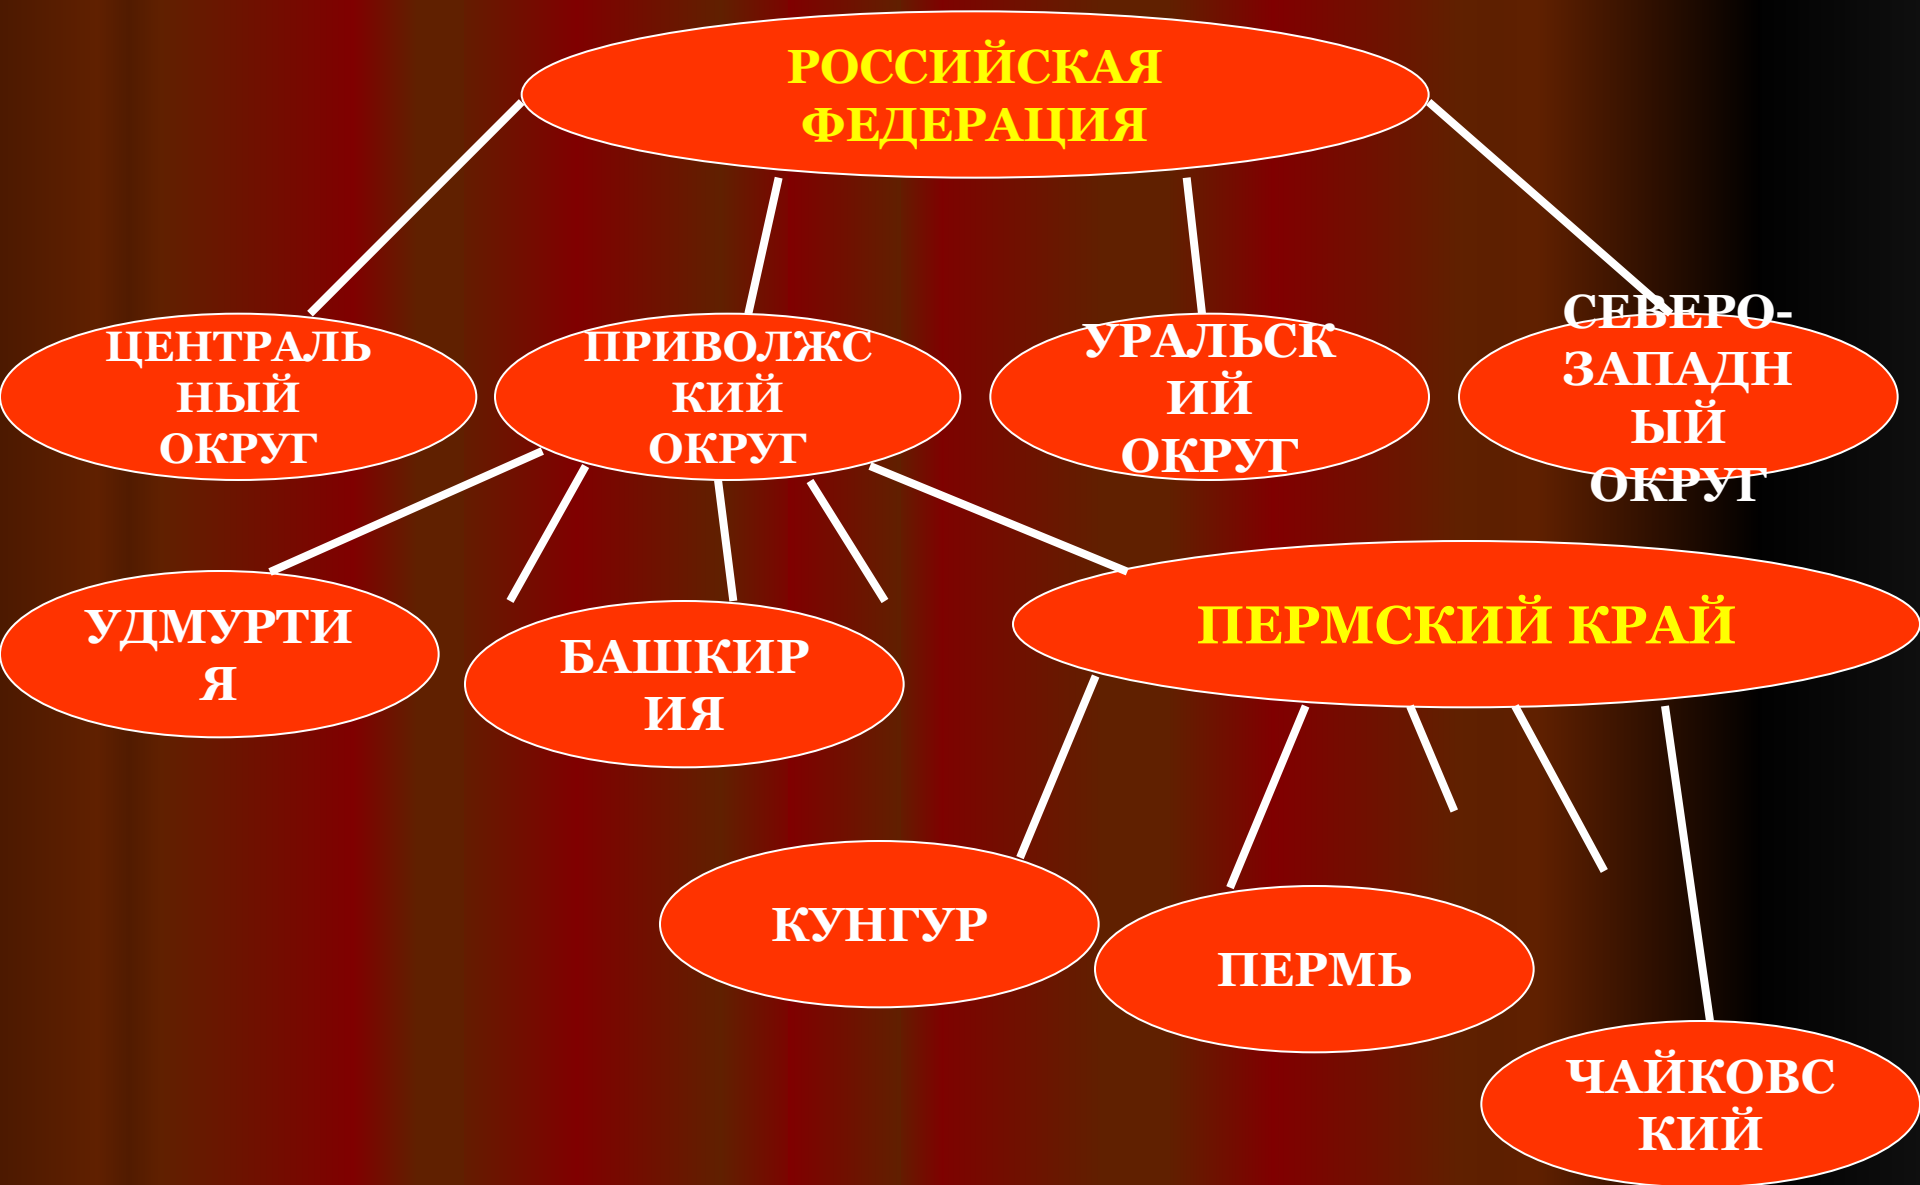 РОССИЙСКАЯ
ФЕДЕРАЦИЯ
ЦЕНТРАЛЬ
НЫЙ
ОКРУГ
ПРИВОЛЖС
КИЙ
ОКРУГ
УРАЛЬСК
ИЙ
ОКРУГ
СЕВЕРО-
ЗАПАДН
ЫЙ
ОКРУГ
УДМУРТИ
Я
БАШКИР
ИЯ
ПЕРМСКИЙ КРАЙ
КУНГУР
ПЕРМЬ
ЧАЙКОВС
КИЙ